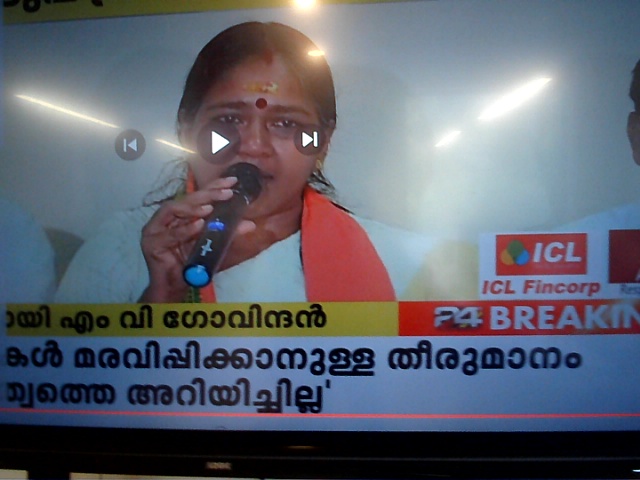 ICL
ICL Fincorp
യി എം വി ഗോവിന്ദൻ
24 BREAKIN
കൾ മരവിപ്പിക്കാനുള്ള തീരുമാനം
ത്വത്തെ അറിയിച്ചില്ല'